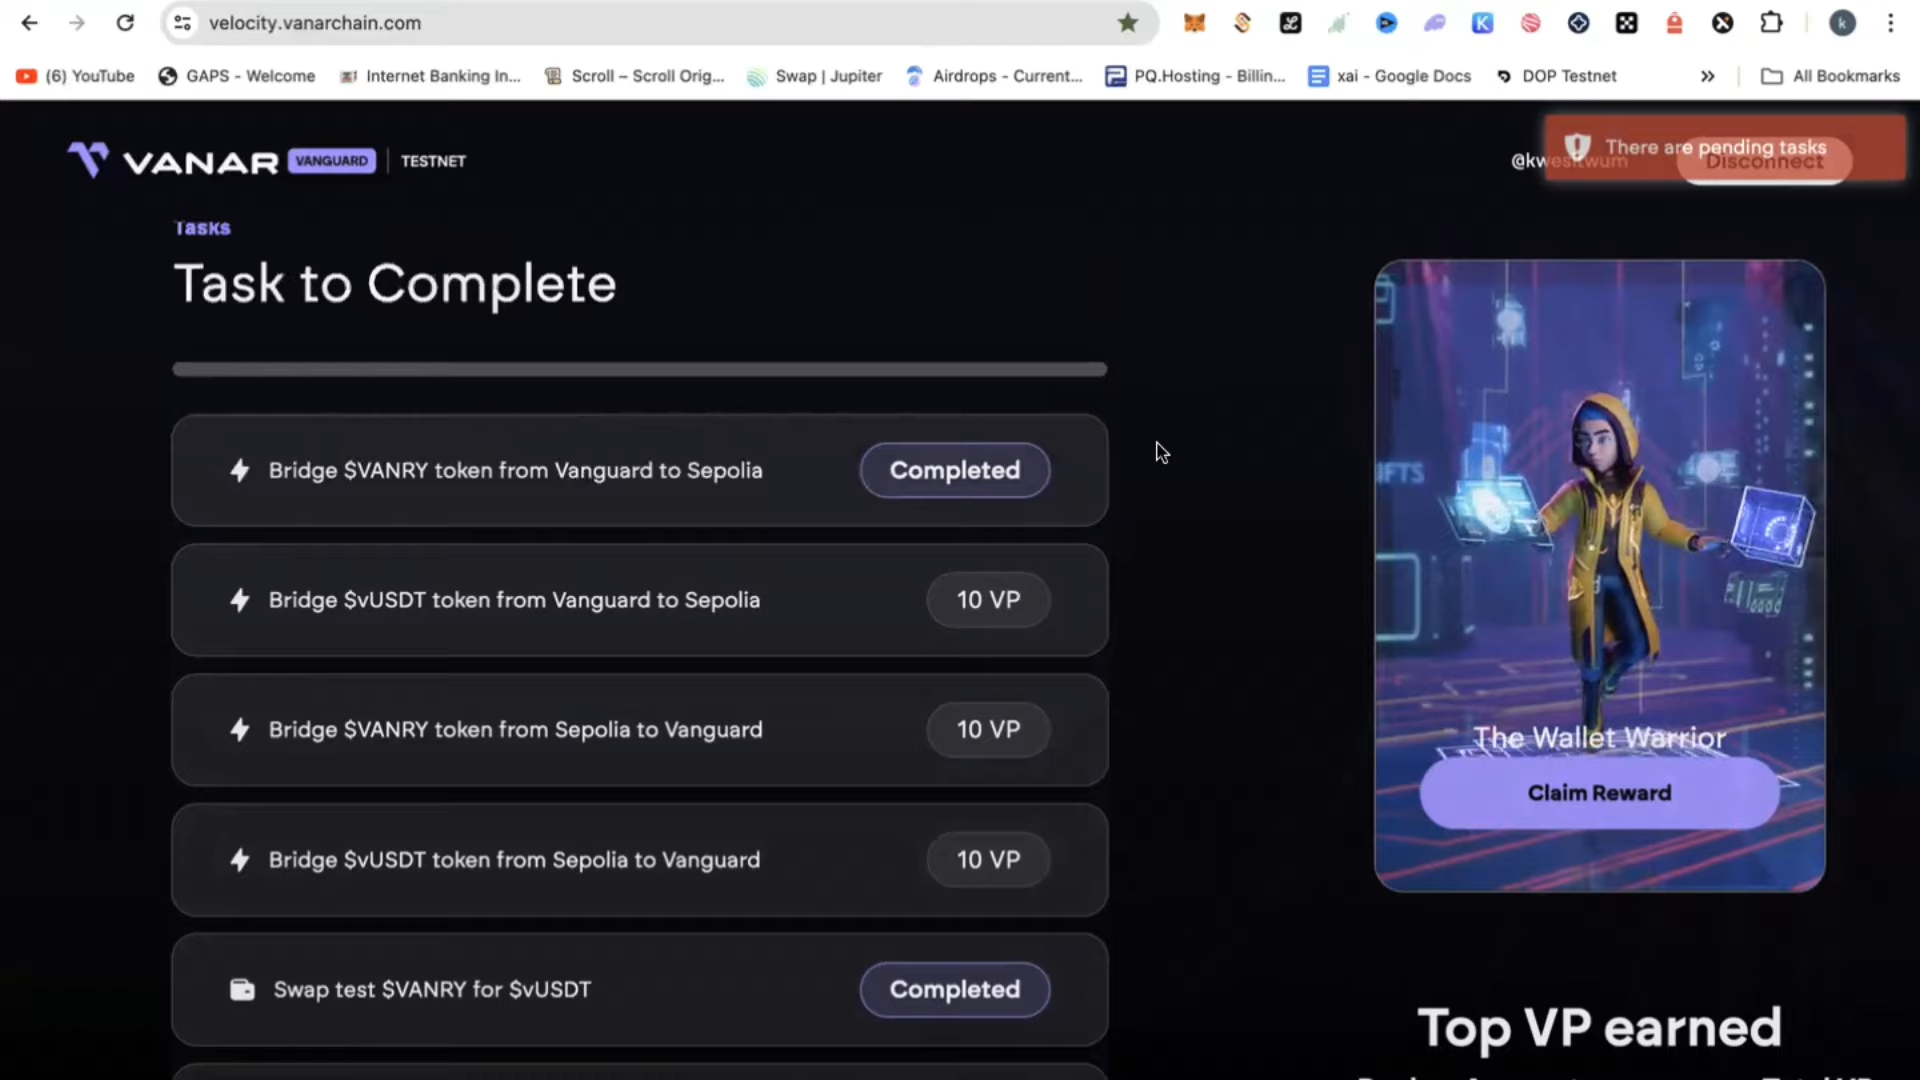 velocity.vanarchain.com
(6) YouTube
GAPS - Welcome
Internet Banking In...
Scroll – Scroll Orig...
Swap | Jupiter
Airdrops - Current...
PQ.Hosting - Billin...
xai - Google Docs
DOP Testnet
All Bookmarks
VANAR VANGUARD TESTNET
There are pending tasks
Disconnect
Tasks
Task to Complete
Bridge $VANRY token from Vanguard to Sepolia
Completed
Bridge $vUSDT token from Vanguard to Sepolia
10 VP
Bridge $VANRY token from Sepolia to Vanguard
10 VP
Bridge $vUSDT token from Sepolia to Vanguard
10 VP
Swap test $VANRY for $vUSDT
Completed
The Wallet Warrior
Claim Reward
Top VP earned